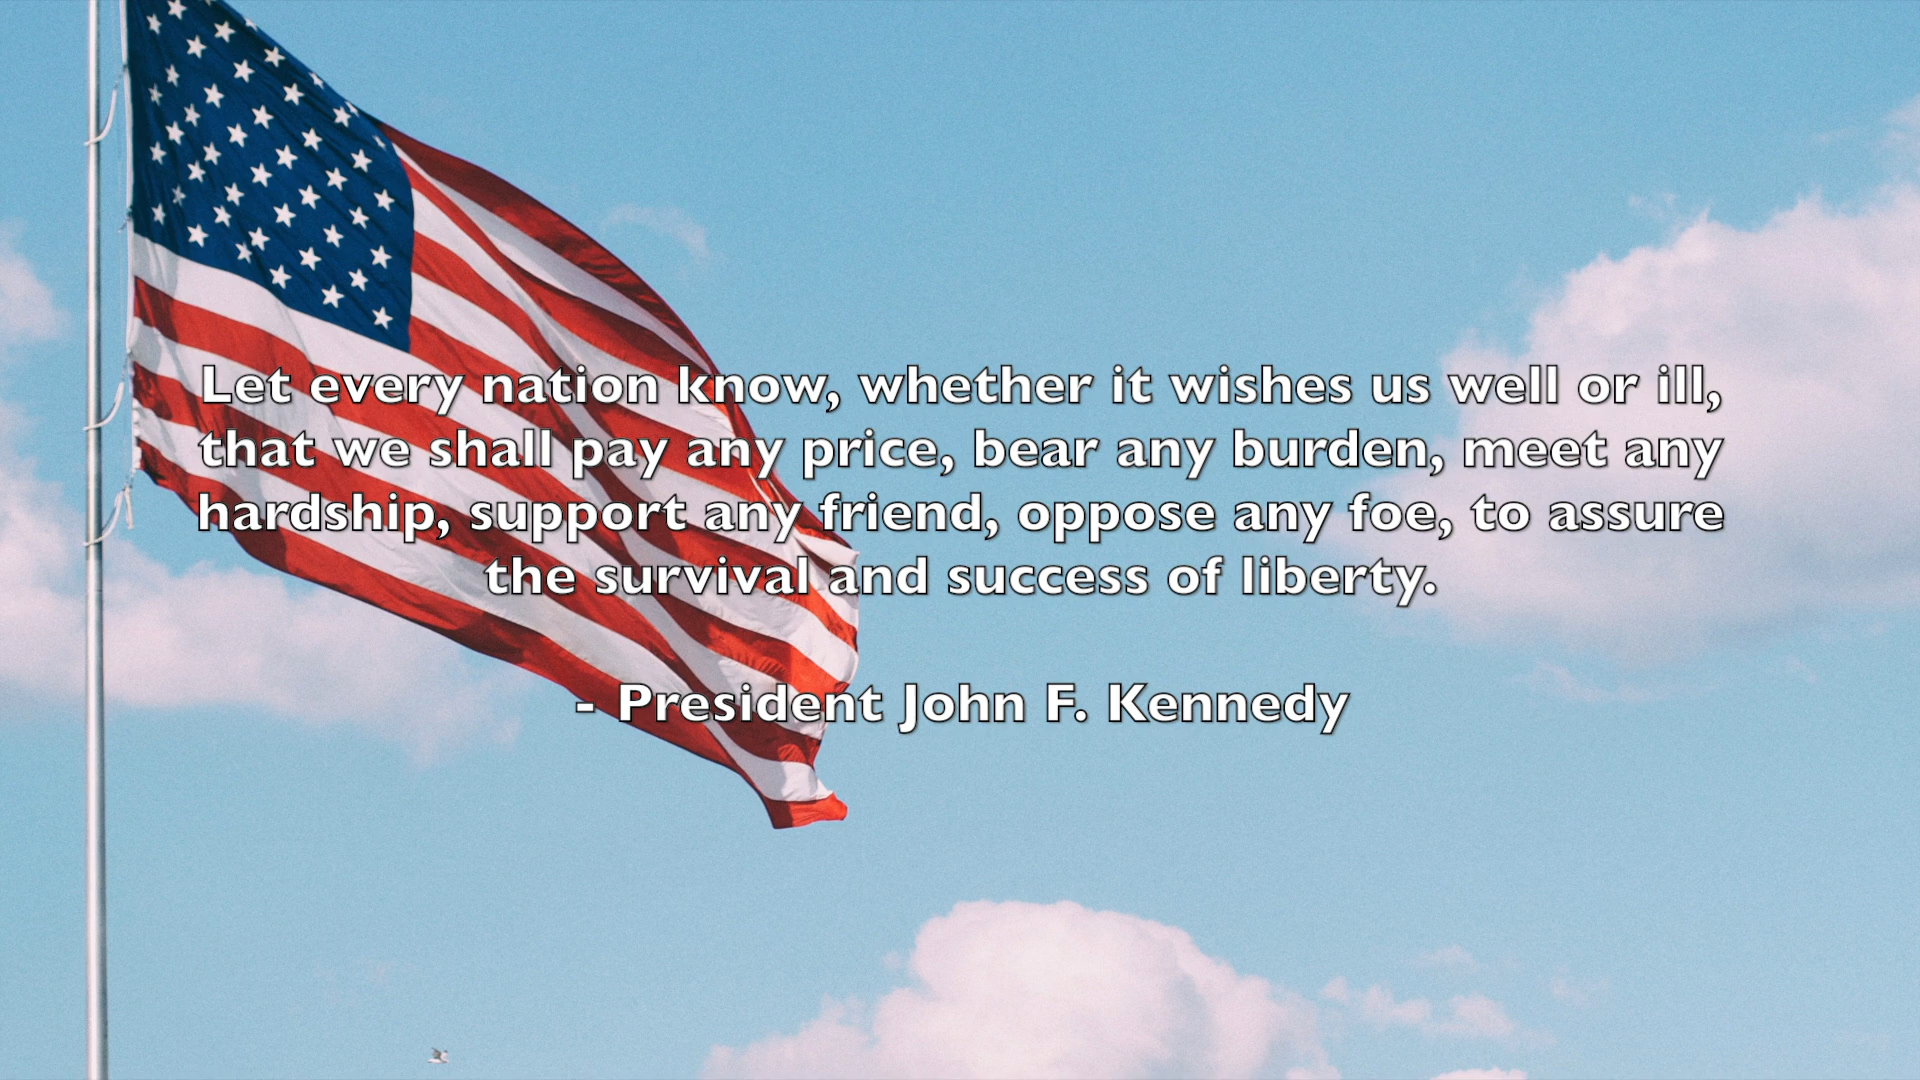 Let every nation know, whether it wishes us well or ill,
that we shall pay any price, bear any burden, meet any
hardship, support any friend, oppose any foe, to assure
the survival and success of liberty.
- President John F. Kennedy